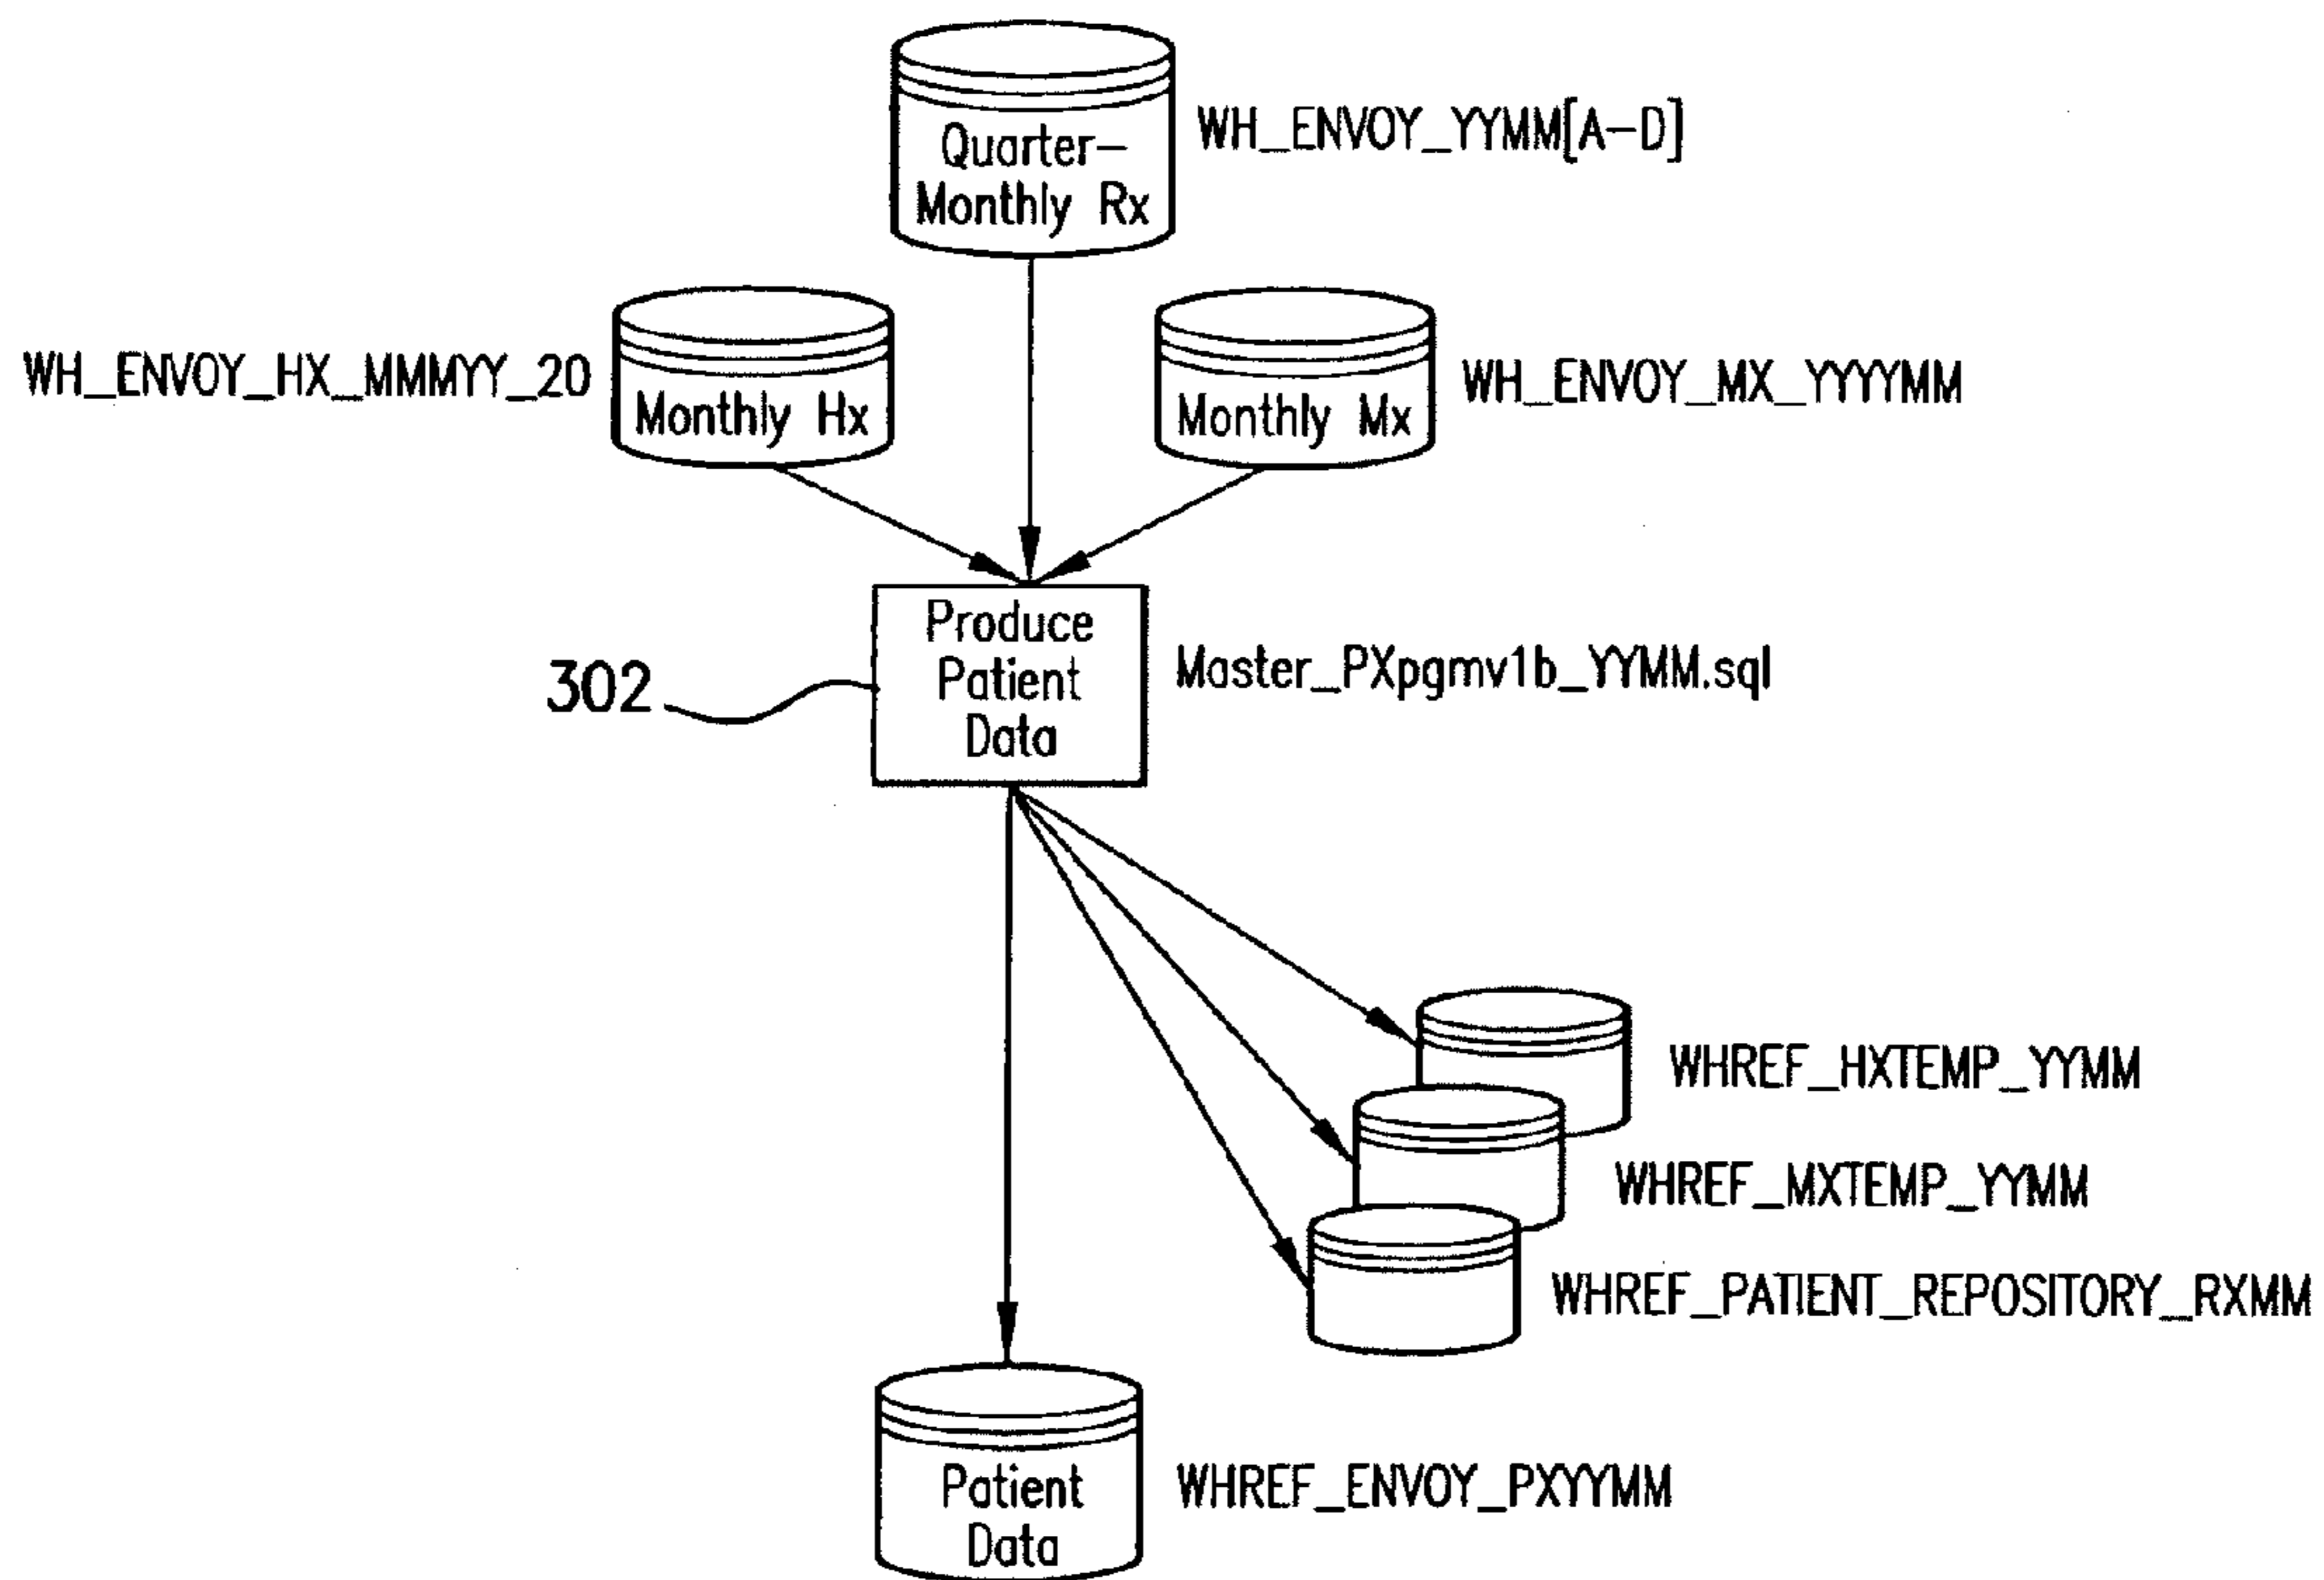 Quarter-
Monthly Rx
WH_ENVOY_YYMM[A-D]
WH_ENVOY_HX_MMMYY_20
Monthly Hx
Monthly Mx
WH_ENVOY_MX_YYYYMM
Produce
Patient
Data
302
Master_PXpgmv1b_YYMM.sql
WHREF_HXTEMP_YYMM
WHREF_MXTEMP_YYMM
WHREF_PATIENT_REPOSITORY_RXMM
Patient
Data
WHREF_ENVOY_PXYYMM